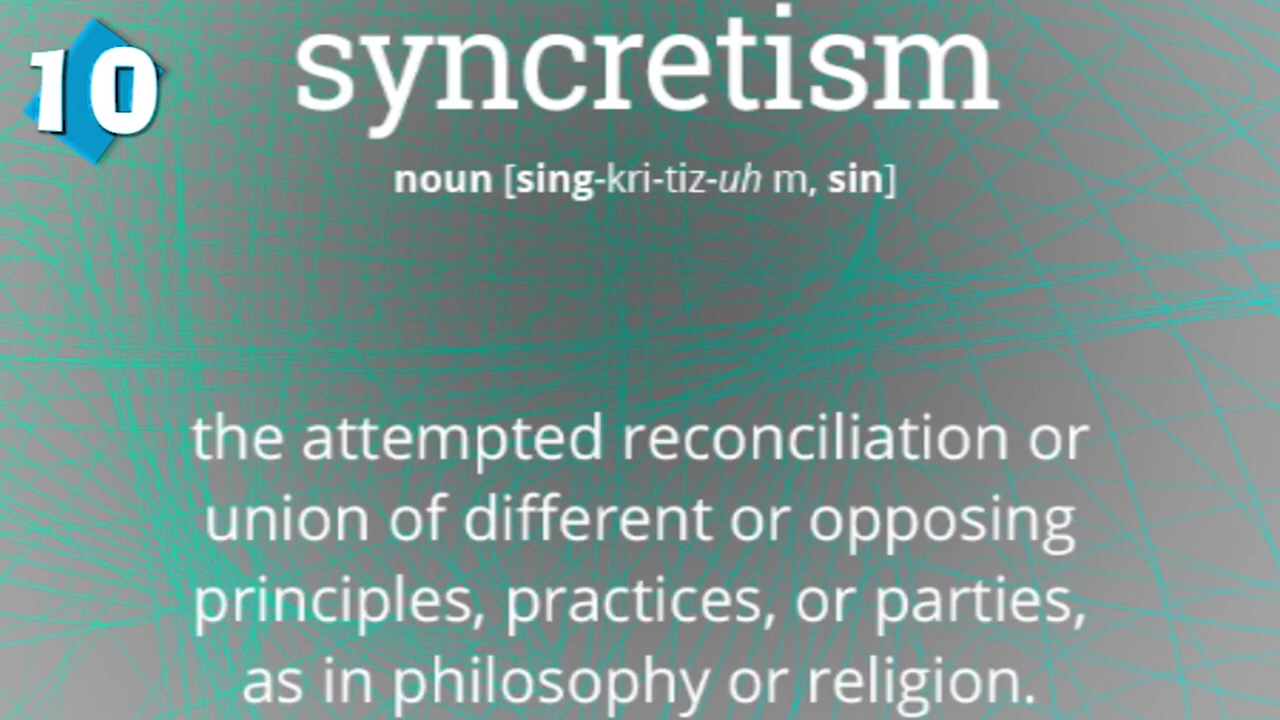 10
syncretism
noun [sing-kri-tiz-uh m, sin]
the attempted reconciliation or
union of different or opposing
principles, practices, or parties,
as in philosophy or religion.